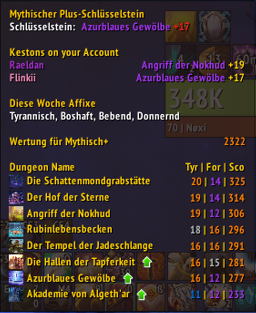 Mythischer Plus-Schlüsselstein
Schlüsselstein: Azurblaues Gewölbe +17
Kestons on your Account
Raeldan Angriff der Nokhud +19
Flinkii Azurblaues Gewölbe +17
348K
70 | Nexi
Diese Woche Affixe
Tyrannisch, Boshaft, Bebend, Donnernd
Wertung für Mythisch+ 2322
Dungeon Name Tyr | For | Sco
Die Schattenmondgrabstätte 20 | 14 | 325
Der Hof der Sterne 19 | 14 | 314
Angriff der Nokhud 19 | 12 | 306
Rubinlebensbecken 18 | 16 | 296
Der Tempel der Jadeschlange 16 | 16 | 291
Die Hallen der Tapferkeit 16 | 15 | 281
Azurblaues Gewölbe 16 | 12 | 277
Akademie von Algeth'ar 11 | 12 | 233